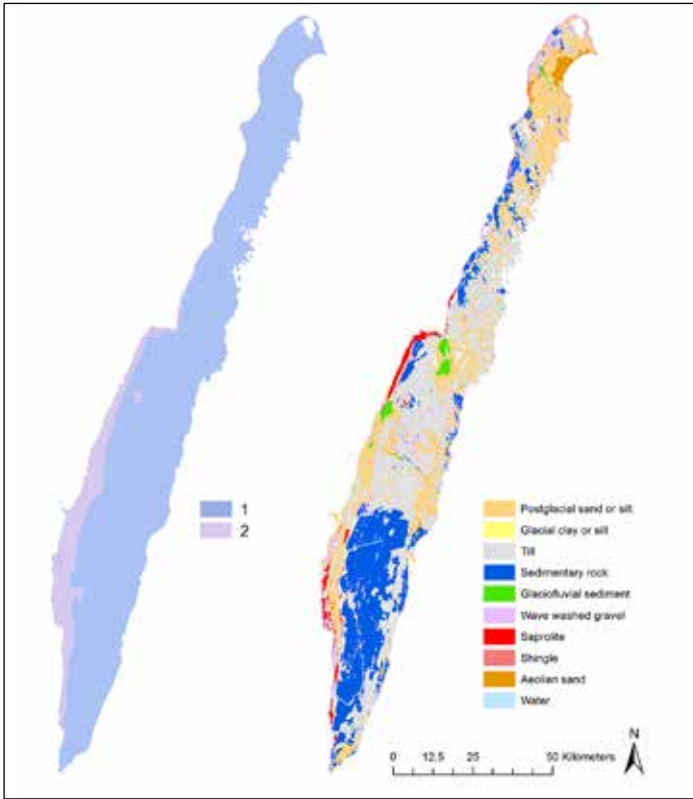 1
2
Postglacial sand or silt
Glacial clay or silt
Till
Sedimentary rock
Glaciofluvial sediment
Wave washed gravel
Saprolite
Shingle
Aeolian sand
Water
N
0 12,5 25 50 Kilometers